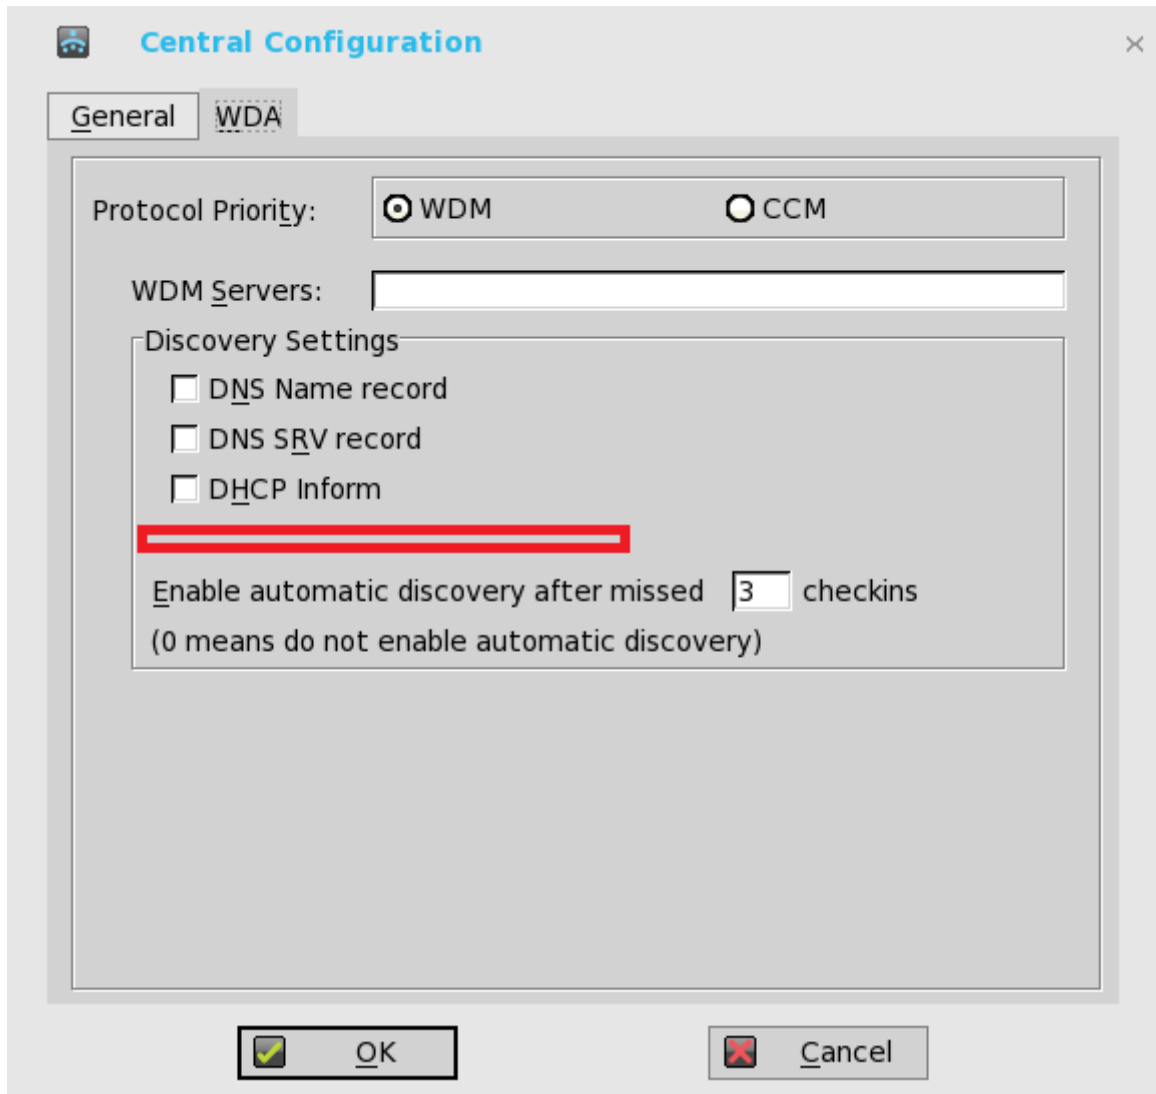 Central Configuration
General WDA
Protocol Priority: WDM CCM
WDM Servers:
Discovery Settings
DNS Name record
DNS SRV record
DHCP Inform
Enable automatic discovery after missed 3 checkins
(0 means do not enable automatic discovery)
OK Cancel